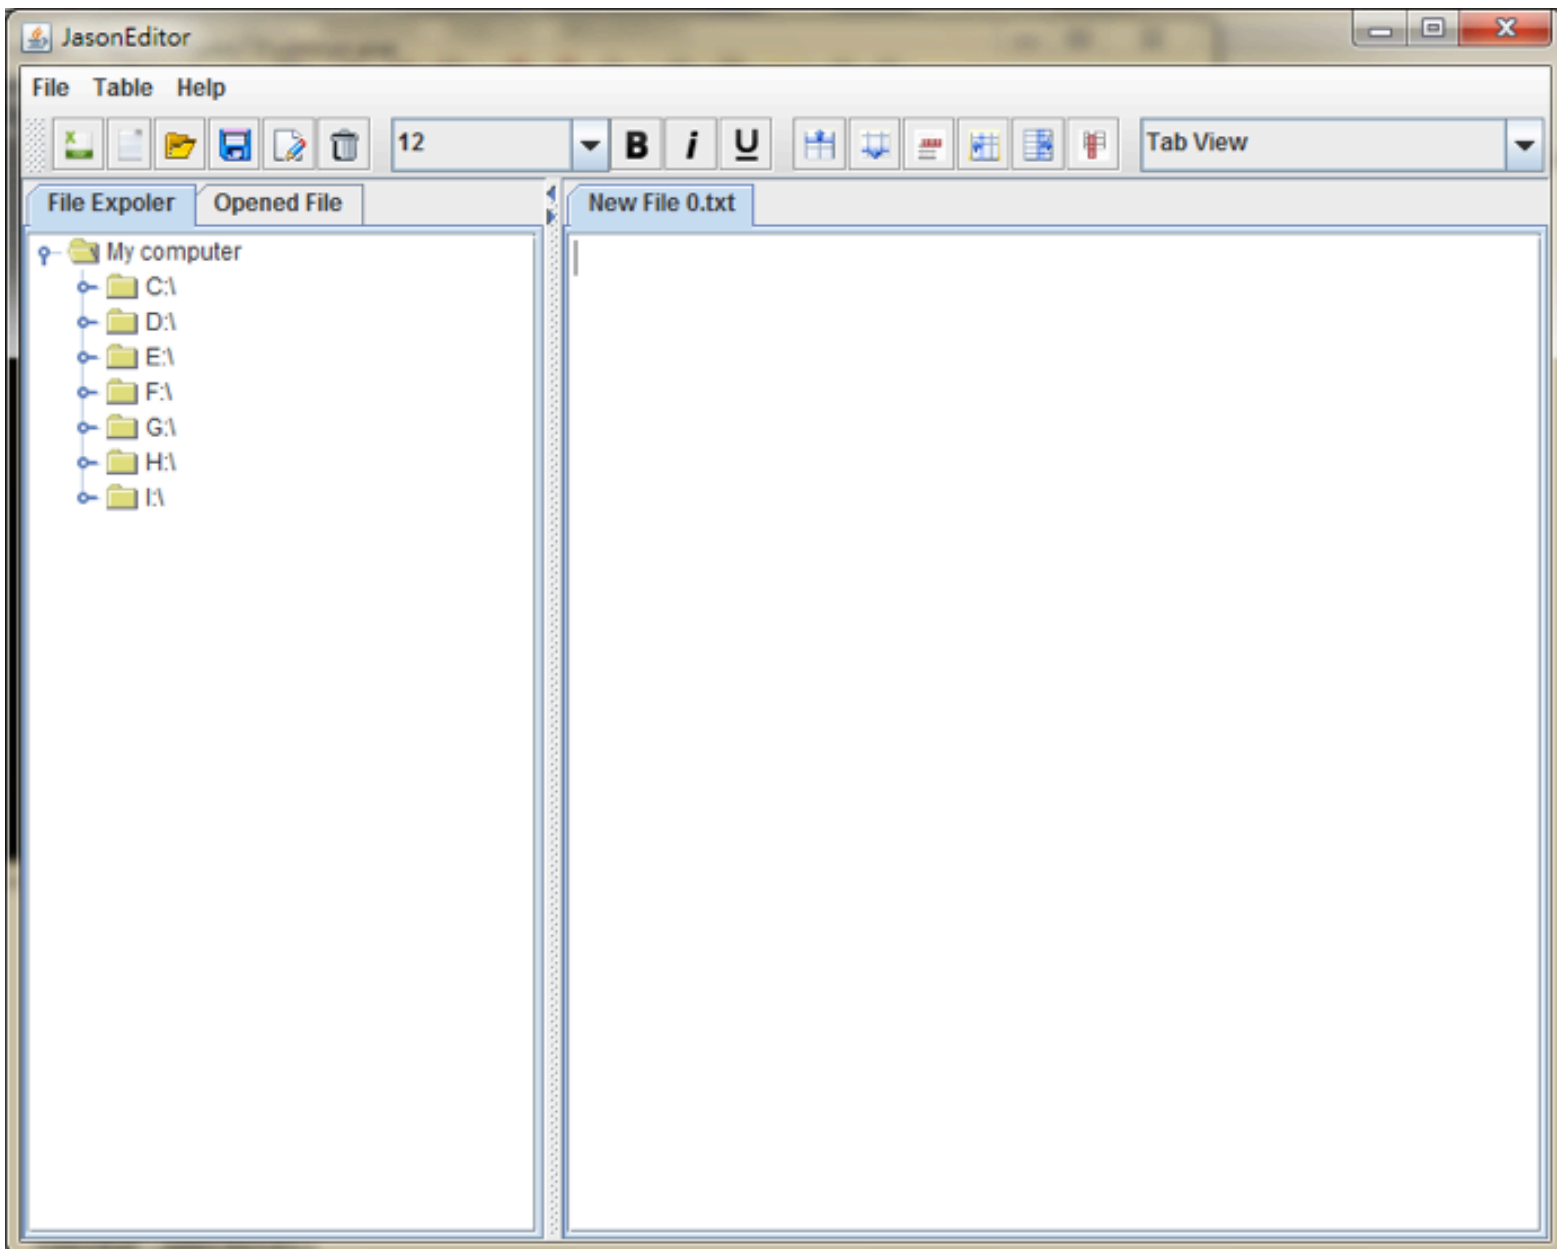 JasonEditor
File Table Help
12 B i U Tab View
File Expoler Opened File New File 0.txt
My computer
C:\
D:\
E:\
F:\
G:\
H:\
I:\